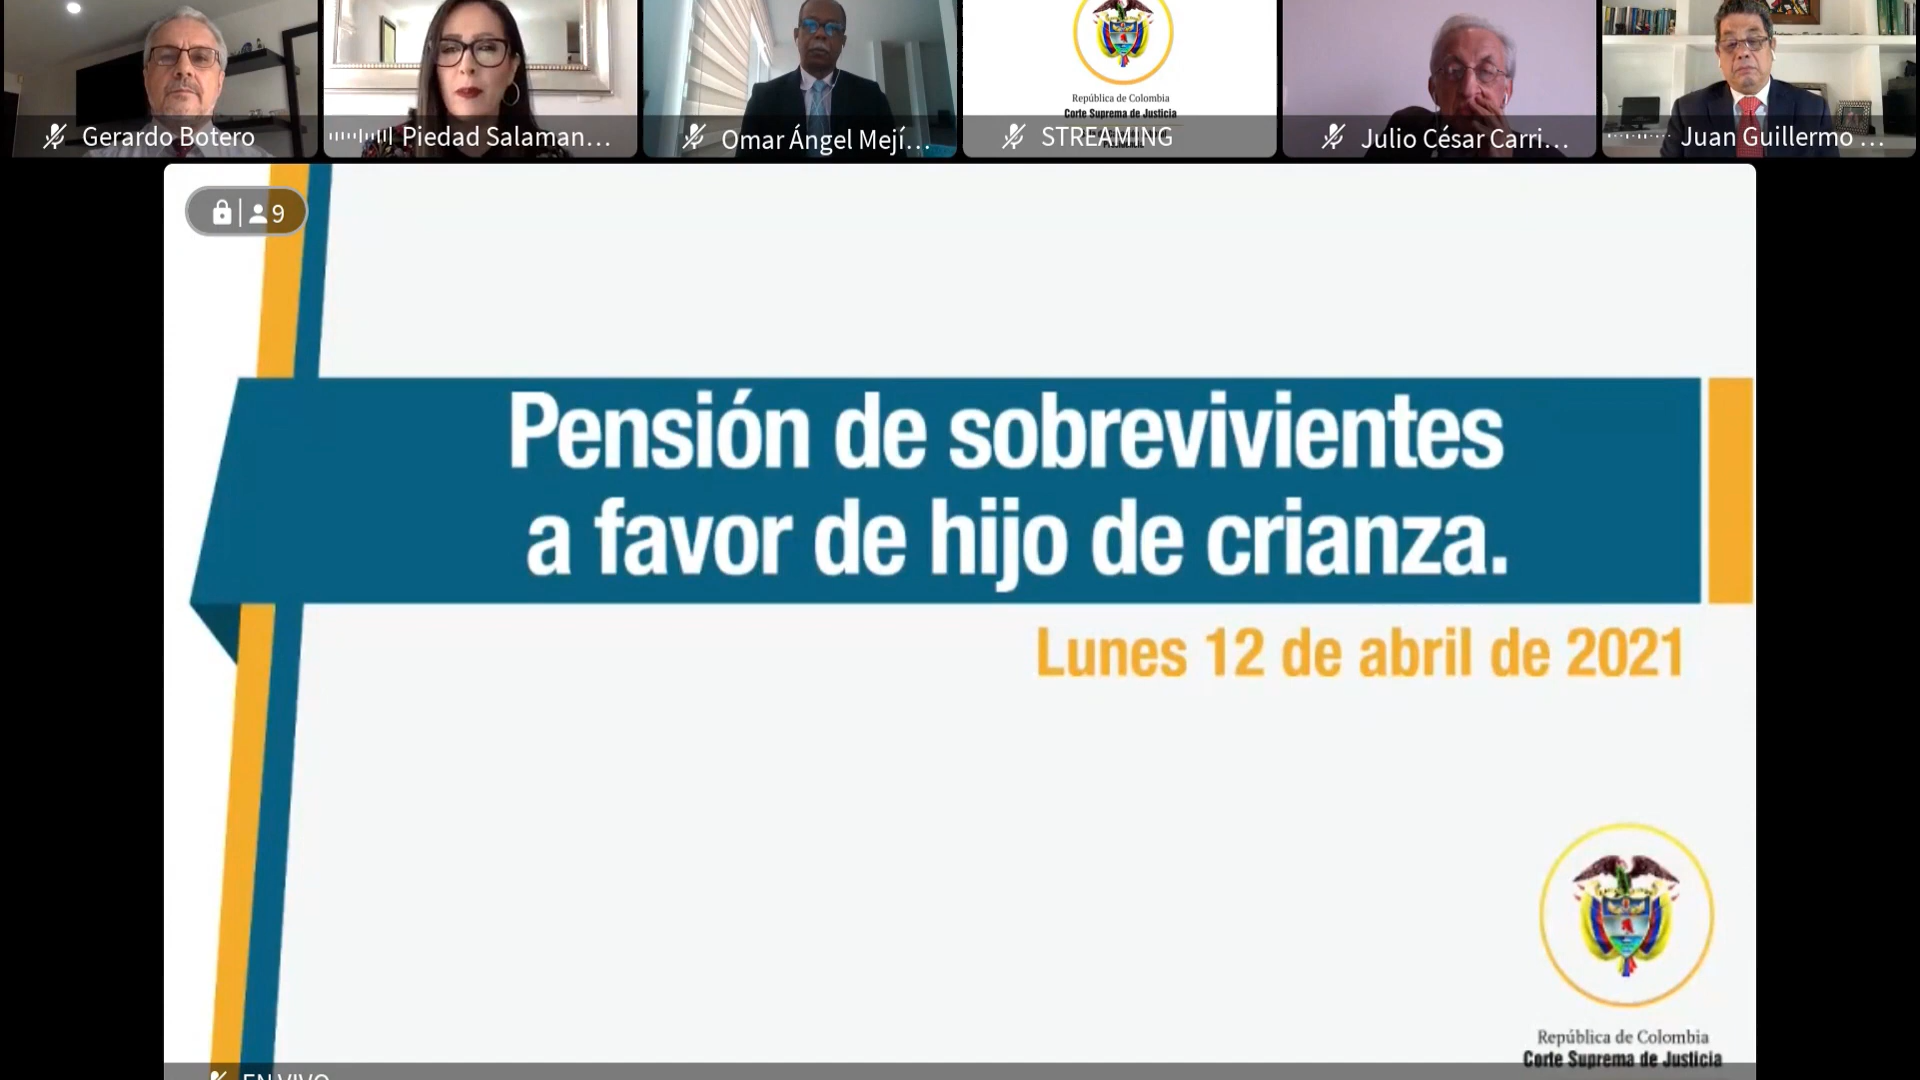 Gerardo Botero
Piedad Salaman...
Omar Ángel Mejí...
República de Colombia
Corte Suprema de Justicia
STREAMING
Julio César Carri...
Juan Guillermo ...
9
Pensión de sobrevivientes
a favor de hijo de crianza.
Lunes 12 de abril de 2021
República de Colombia
Corte Suprema de Justicia
EN VIVO